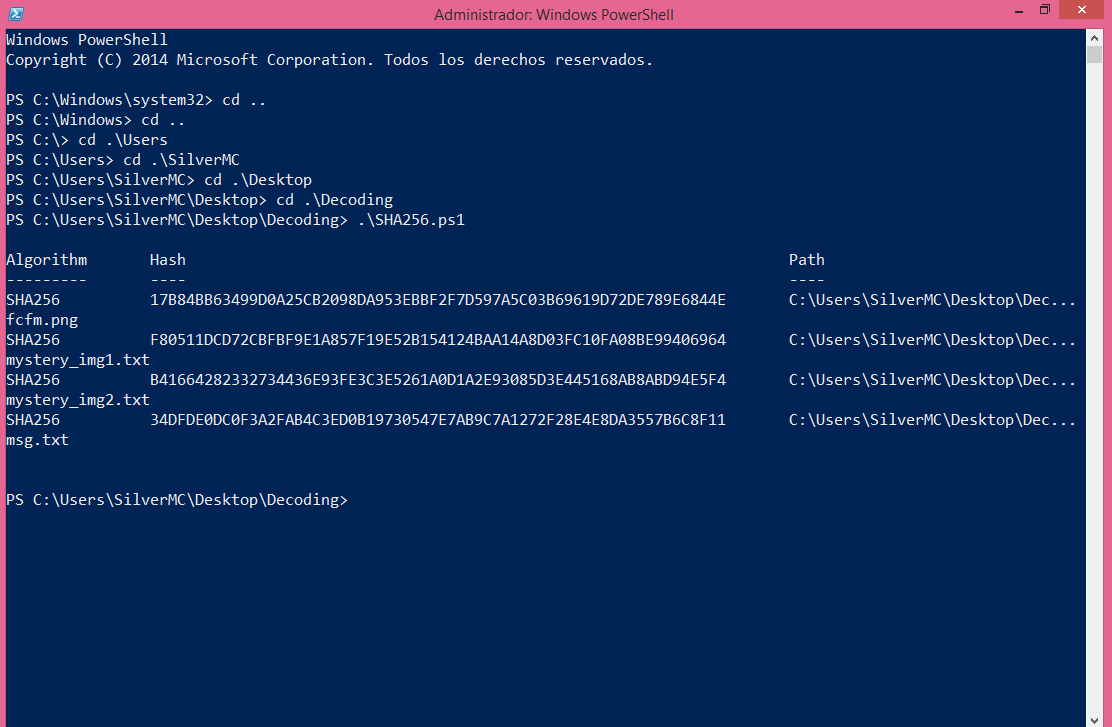 Administrador: Windows PowerShell
Windows PowerShell
Copyright (C) 2014 Microsoft Corporation. Todos los derechos reservados.
PS C:\Windows\system32> cd ..
PS C:\Windows> cd ..
PS C:\> cd .\Users
PS C:\Users> cd .\SilverMC
PS C:\Users\SilverMC> cd .\Desktop
PS C:\Users\SilverMC\Desktop> cd .\Decoding
PS C:\Users\SilverMC\Desktop\Decoding> .\SHA256.ps1
Algorithm Hash Path
--------- ---- ----
SHA256 17B84BB63499D0A25CB2098DA953EBBF2F7D597A5C03B69619D72DE789E6844E C:\Users\SilverMC\Desktop\Dec...
fcfm.png
SHA256 F80511DCD72CBFBF9E1A857F19E52B154124BAA14A8D03FC10FA08BE99406964 C:\Users\SilverMC\Desktop\Dec...
mystery_img1.txt
SHA256 B41664282332734436E93FE3C3E5261A0D1A2E93085D3E445168AB8ABD94E5F4 C:\Users\SilverMC\Desktop\Dec...
mystery_img2.txt
SHA256 34DFDE0DC0F3A2FAB4C3ED0B19730547E7AB9C7A1272F28E4E8DA3557B6C8F11 C:\Users\SilverMC\Desktop\Dec...
msg.txt
PS C:\Users\SilverMC\Desktop\Decoding>